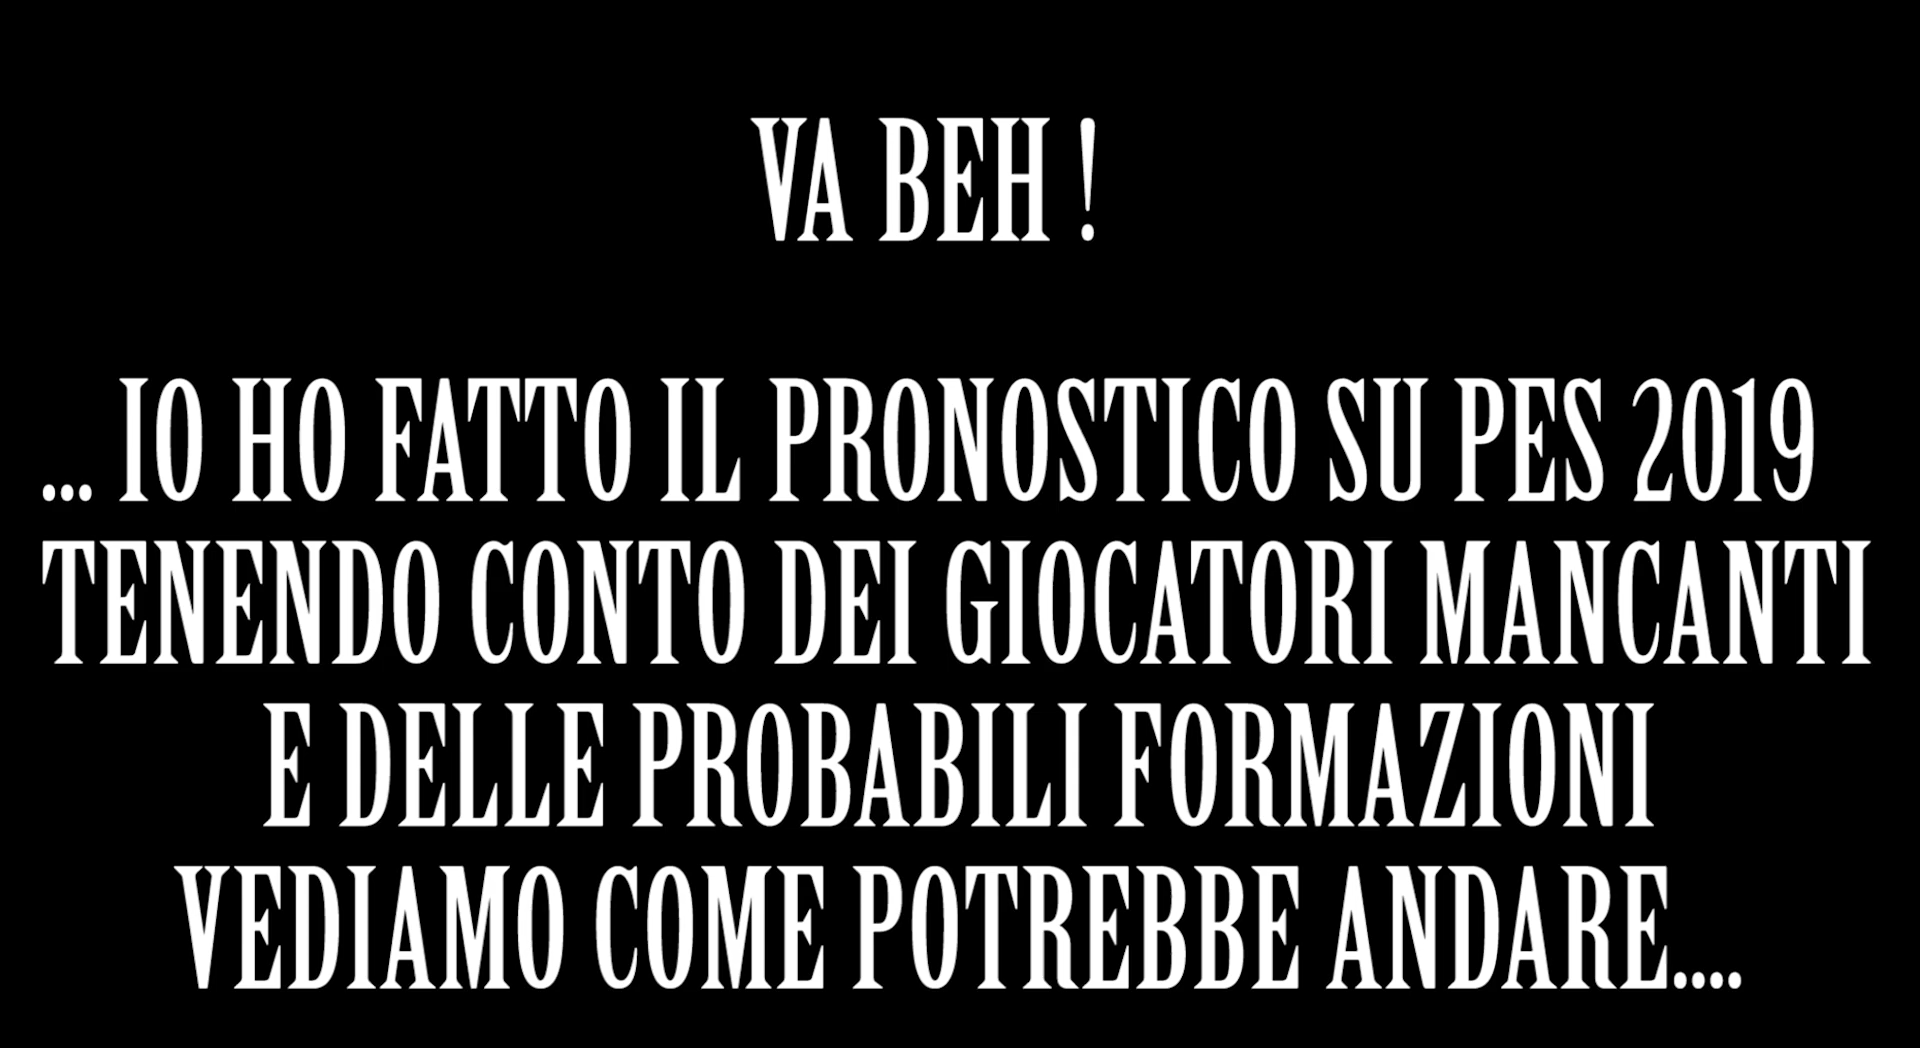 VA BEH !
... IO HO FATTO IL PRONOSTICO SU PES 2019
TENENDO CONTO DEI GIOCATORI MANCANTI
E DELLE PROBABILI FORMAZIONI
VEDIAMO COME POTREBBE ANDARE....